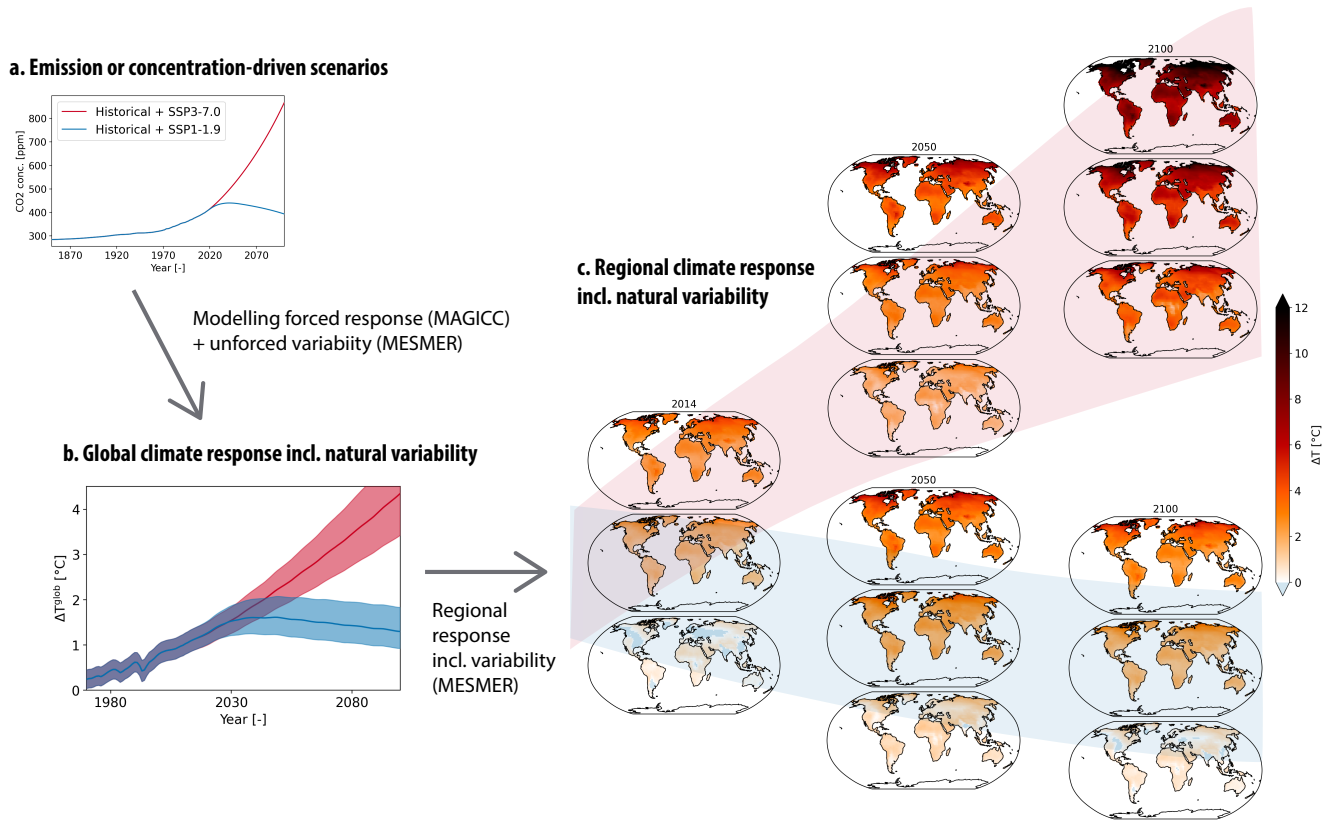 a. Emission or concentration-driven scenarios
Historical + SSP3-7.0
Historical + SSP1-1.9
CO2 conc. [ppm]
800
700
600
500
400
300
1870
1920
1970
2020
2070
Year [-]
Modelling forced response (MAGICC)
+ unforced variabiity (MESMER)
b. Global climate response incl. natural variability
ΔTglob [°C]
4
3
2
1
0
1980
2030
2080
Year [-]
Regional
response
incl. variability
(MESMER)
c. Regional climate response
incl. natural variability
2014
2050
2100
2050
2100
12
10
8
6
4
2
0
ΔT [°C]